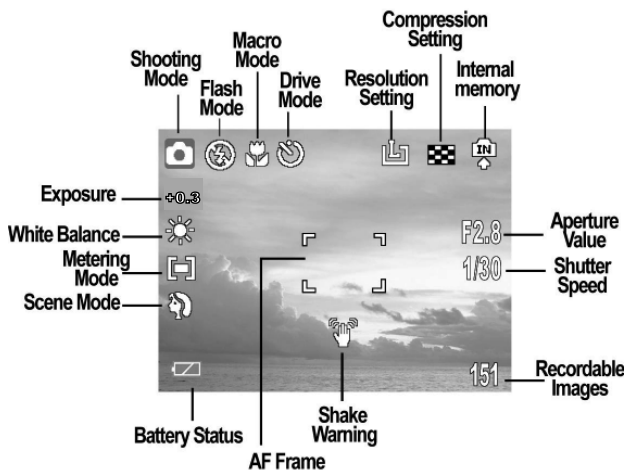 Shooting
Mode
Flash
Mode
Macro
Mode
Drive
Mode
Resolution
Setting
Compression
Setting
Internal
memory
IN
Exposure
+0.3
White Balance
Metering
Mode
Scene Mode
L
F2.8
Aperture
Value
1/30
Shutter
Speed
151
Recordable
Images
Battery Status
AF Frame
Shake
Warning